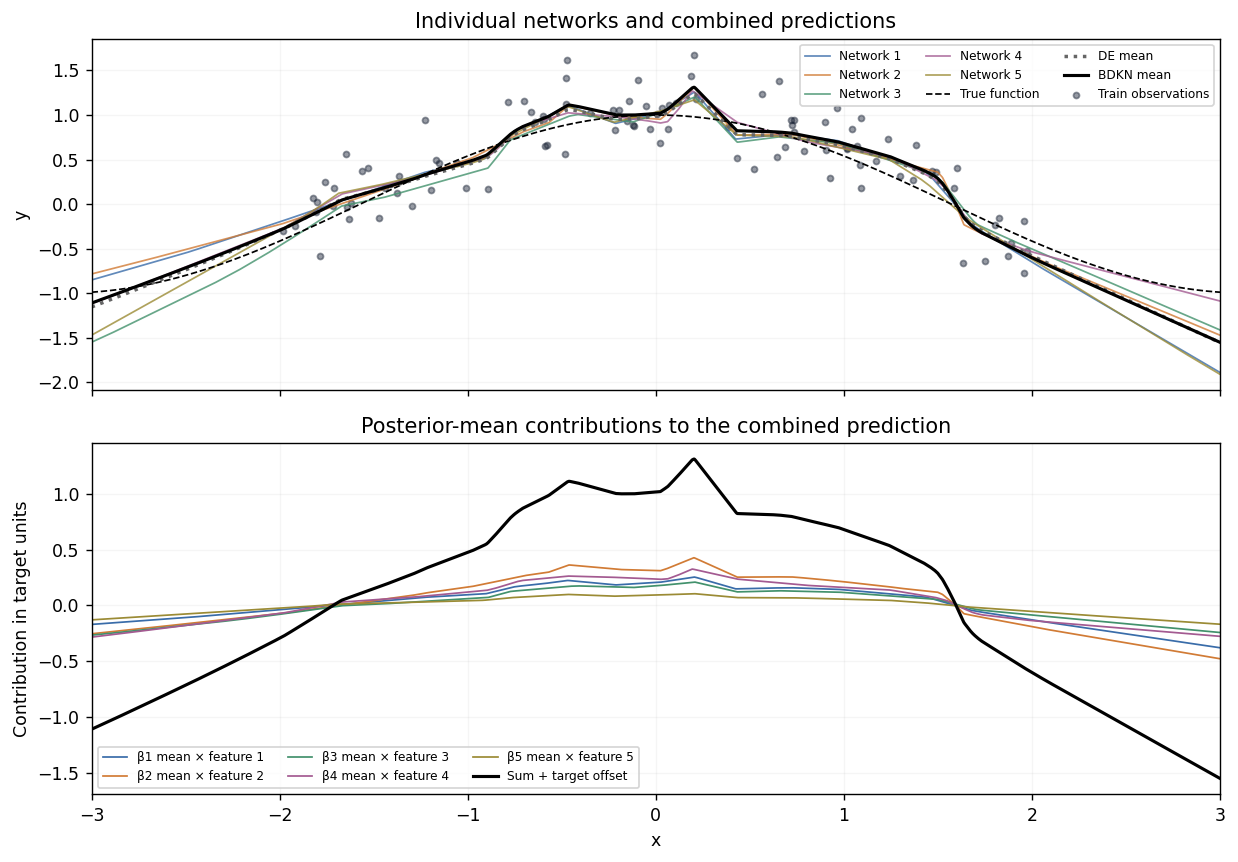 Individual networks and combined predictions
y
1.5
1.0
0.5
0.0
−0.5
−1.0
−1.5
−2.0
Network 1
Network 2
Network 3
Network 4
Network 5
True function
DE mean
BDKN mean
Train observations
Posterior-mean contributions to the combined prediction
Contribution in target units
1.0
0.5
0.0
−0.5
−1.0
−1.5
β1 mean × feature 1
β2 mean × feature 2
β3 mean × feature 3
β4 mean × feature 4
β5 mean × feature 5
Sum + target offset
−3
−2
−1
0
1
2
3
x